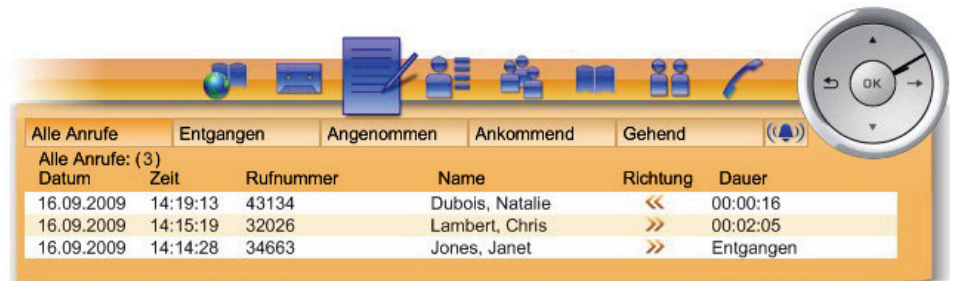 OK
Alle Anrufe Entgangen Angenommen Ankommend Gehend
Alle Anrufe: (3)
Datum Zeit Rufnummer Name Richtung Dauer
16.09.2009 14:19:13 43134 Dubois, Natalie « 00:00:16
16.09.2009 14:15:19 32026 Lambert, Chris » 00:02:05
16.09.2009 14:14:28 34663 Jones, Janet » Entgangen